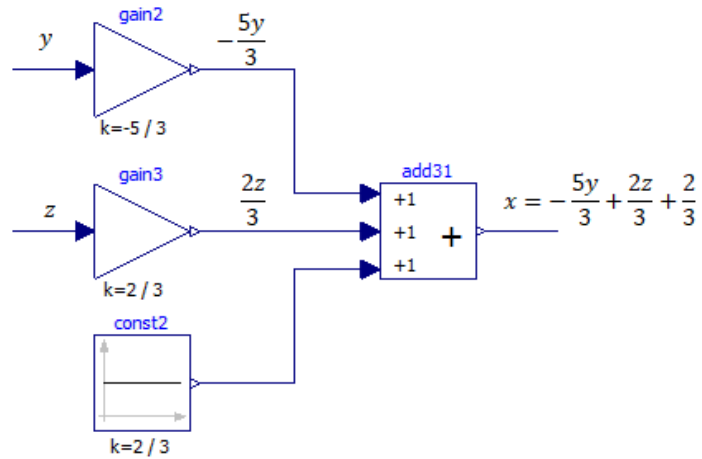 gain2
y
-5y/3
k=-5 / 3
gain3
z
2z/3
k=2 / 3
add31
+1
+1
+1
+
x = -5y/3 + 2z/3 + 2/3
const2
k=2 / 3